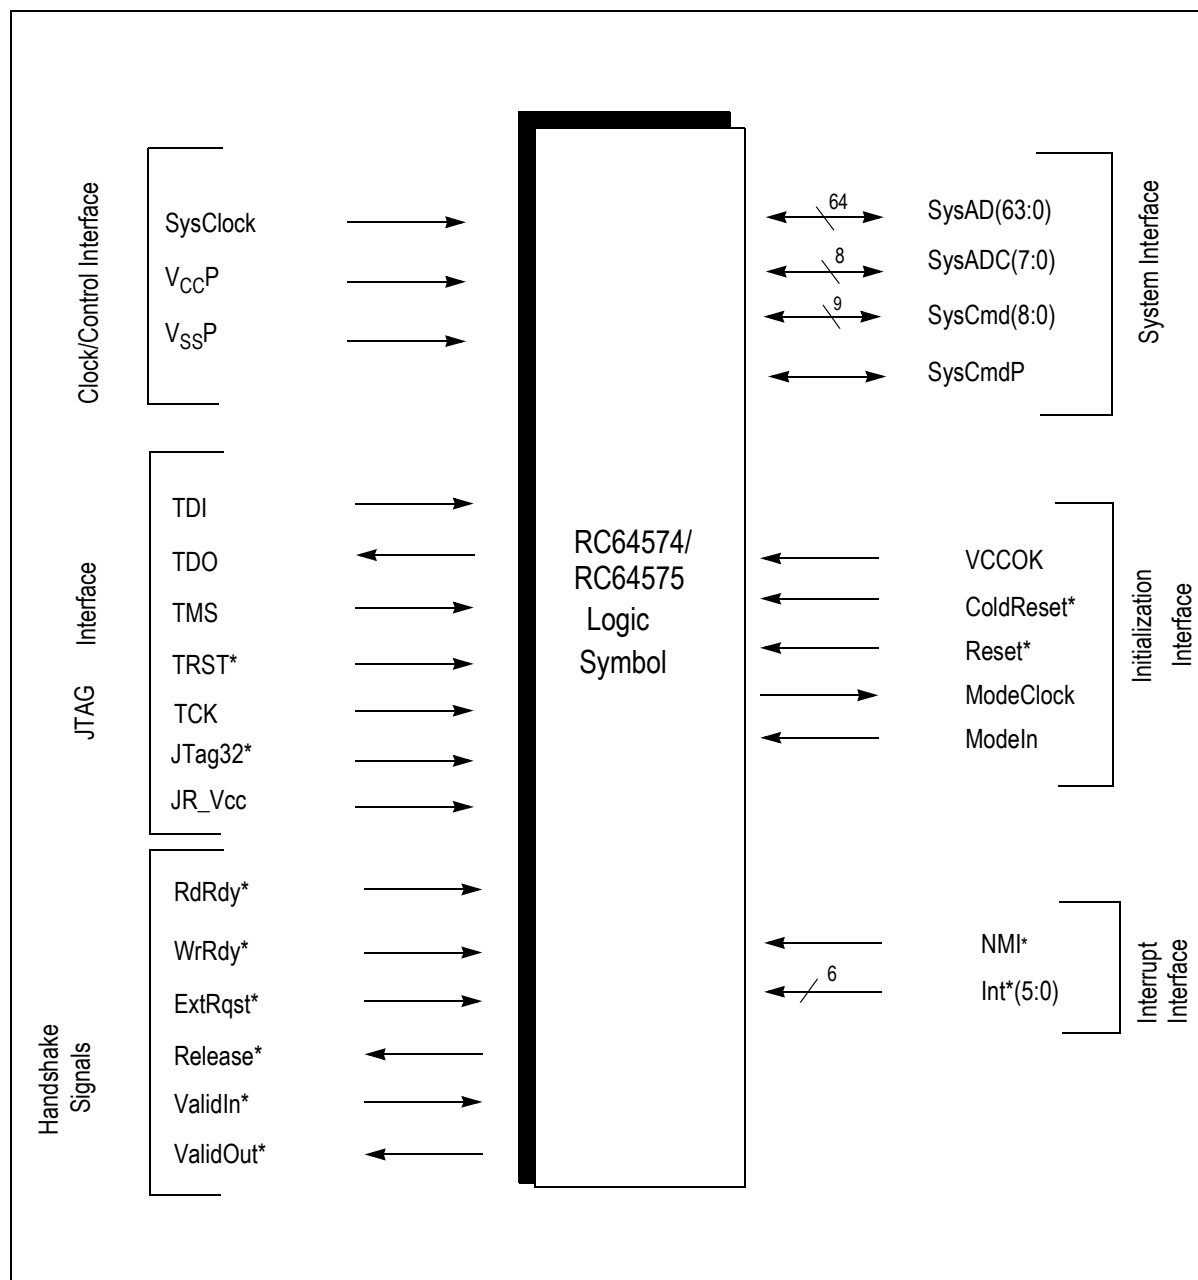 Clock/Control Interface
SysClock
VCCP
VSSP
JTAG Interface
TDI
TDO
TMS
TRST*
TCK
JTag32*
JR_Vcc
Handshake
Signals
RdRdy*
WrRdy*
ExtRqst*
Release*
ValidIn*
ValidOut*
RC64574/
RC64575
Logic
Symbol
64
SysAD(63:0)
8
SysADC(7:0)
9
SysCmd(8:0)
SysCmdP
System Interface
VCCOK
ColdReset*
Reset*
ModeClock
ModeIn
Initialization
Interface
NMI*
6
Int*(5:0)
Interrupt
Interface